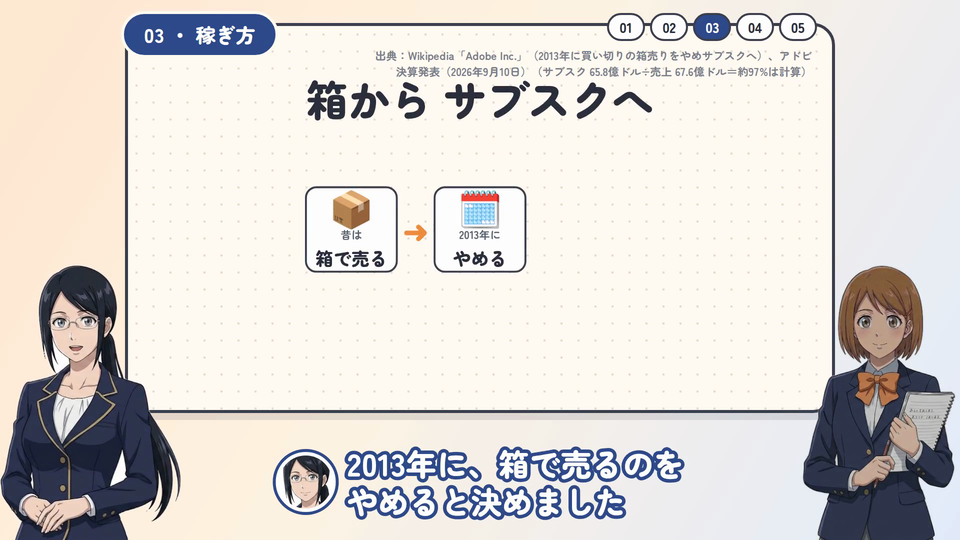 03 ・ 稼ぎ方
01 02 03 04 05
出典：Wikipedia「Adobe Inc.」（2013年に買い切りの箱売りをやめサブスクへ）、アドビ
決算発表（2026年9月10日）（サブスク 65.8億ドル÷売上 67.6億ドル＝約97%は計算）
箱から サブスクへ
昔は
箱で売る
2013年に
やめる
2013年に、箱で売るのを
やめると決めました